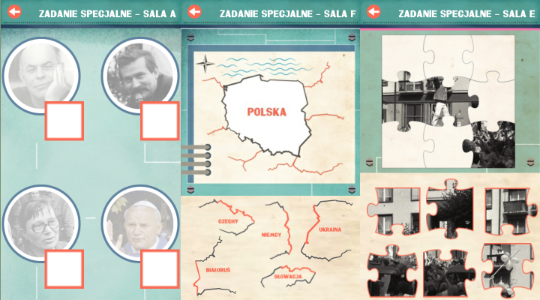 ZADANIE SPECJALNE – SALA A
ZADANIE SPECJALNE – SALA F
ZADANIE SPECJALNE – SALA E
POLSKA
CZECHY
NIEMCY
UKRAINA
BIAŁORUŚ
SŁOWACJA